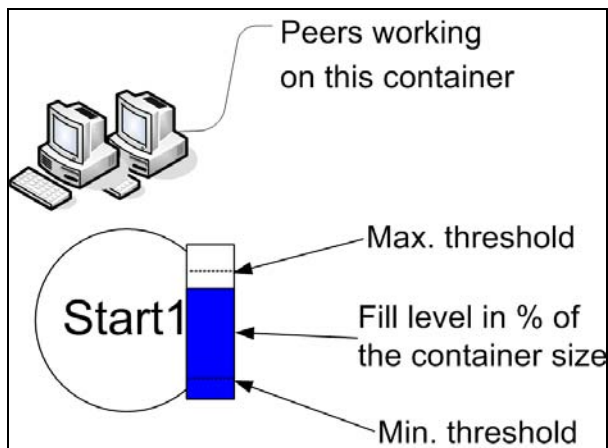 Peers working
on this container
Max. threshold
Start1
Fill level in % of
the container size
Min. threshold